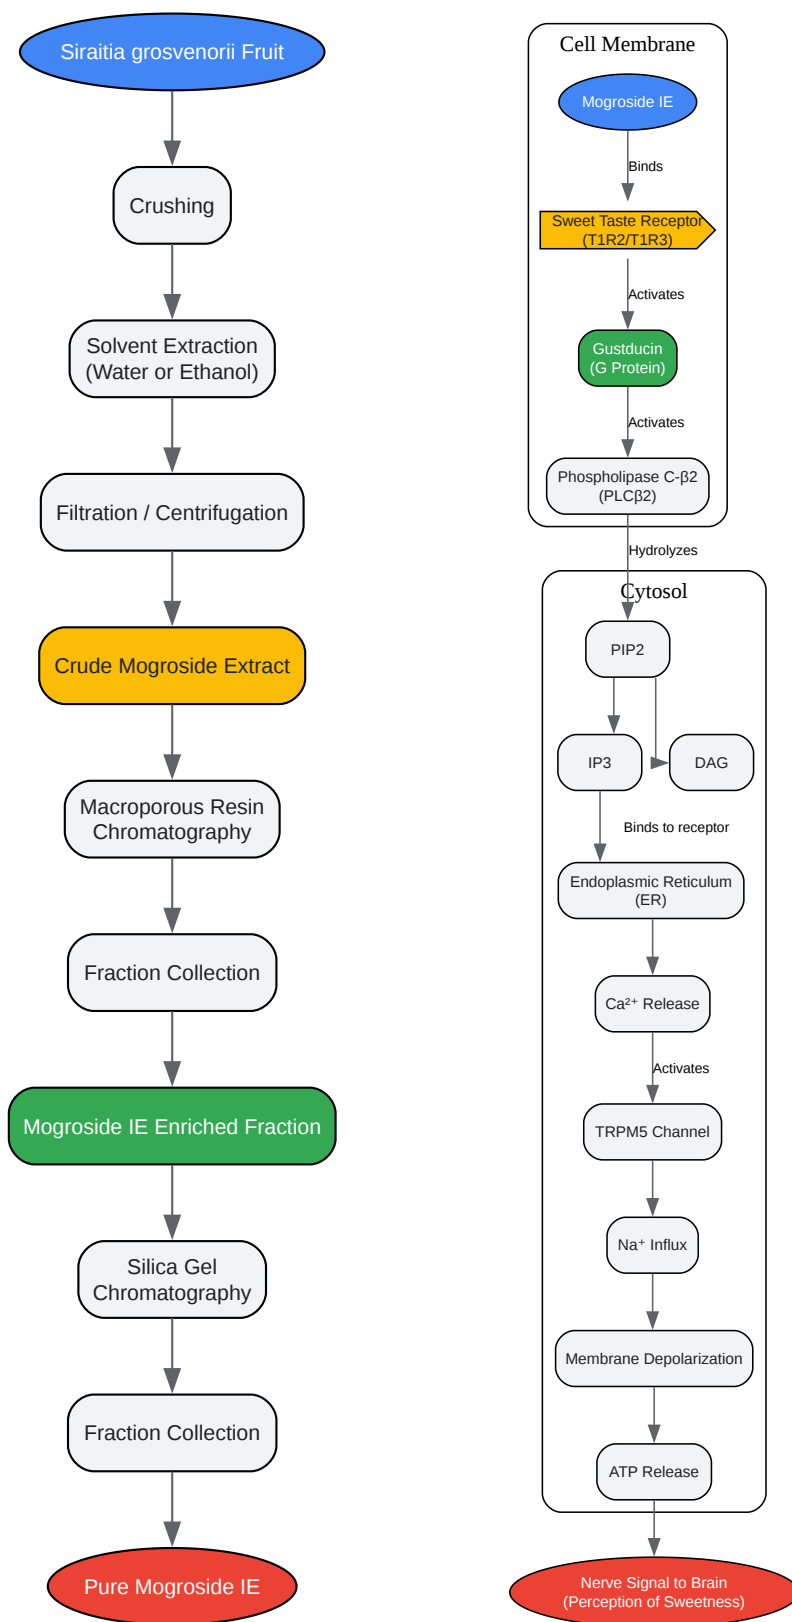 Siraitia grosvenorii Fruit
Crushing
Solvent Extraction
(Water or Ethanol)
Filtration / Centrifugation
Crude Mogroside Extract
Macroporous Resin
Chromatography
Fraction Collection
Mogroside IE Enriched Fraction
Silica Gel
Chromatography
Fraction Collection
Pure Mogroside IE
Cell Membrane
Mogroside IE
Binds
Sweet Taste Receptor
(T1R2/T1R3)
Activates
Gustducin
(G Protein)
Activates
Phospholipase C-β2
(PLCβ2)
Hydrolyzes
Cytosol
PIP2
IP3
DAG
Binds to receptor
Endoplasmic Reticulum
(ER)
Ca²⁺ Release
Activates
TRPM5 Channel
Na⁺ Influx
Membrane Depolarization
ATP Release
Nerve Signal to Brain
(Perception of Sweetness)